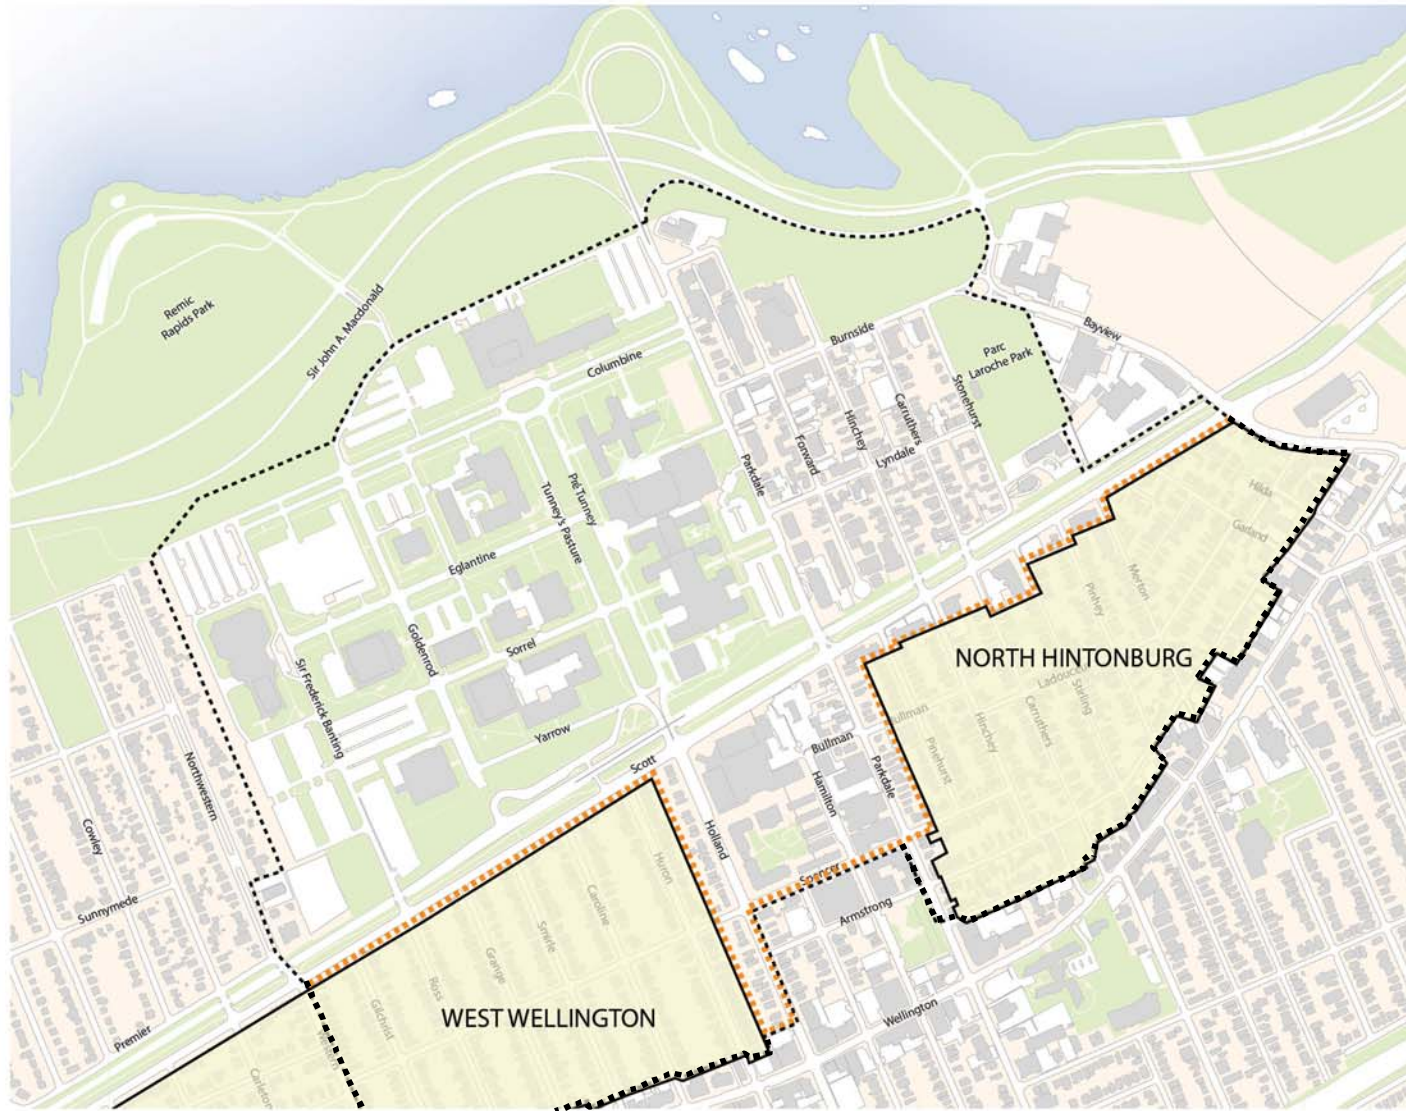 Remic
Rapids Park
Sir John A. Macdonald
Columbine
Burnside
Bayview
Parc
Laroche Park
Stonehurst
Carruthers
Hinchey
Lyndale
Forward
Parkdale
Pré Tunney
Tunney's Pasture
Eglantine
Goldenrod
Sorrel
Sir Frederick Banting
Yarrow
Scott
Northwestern
Cowley
Sunnymede
Premier
Hilda
Garland
Merton
Pinhey
NORTH HINTONBURG
Stirling
Carruthers
Hinchey
Pinehurst
Bullman
Bullman
Parkdale
Hamilton
Holland
Spencer
Armstrong
Wellington
Huron
Caroline
Smirle
Grange
Ross
Gilchrist
WEST WELLINGTON
Carleton